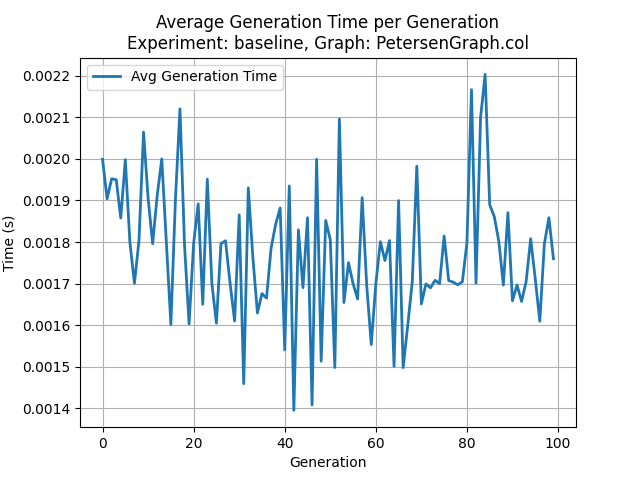 Average Generation Time per Generation
Experiment: baseline, Graph: PetersenGraph.col
Avg Generation Time
0.0022
0.0021
0.0020
0.0019
0.0018
0.0017
0.0016
0.0015
0.0014
Time (s)
0 20 40 60 80 100
Generation